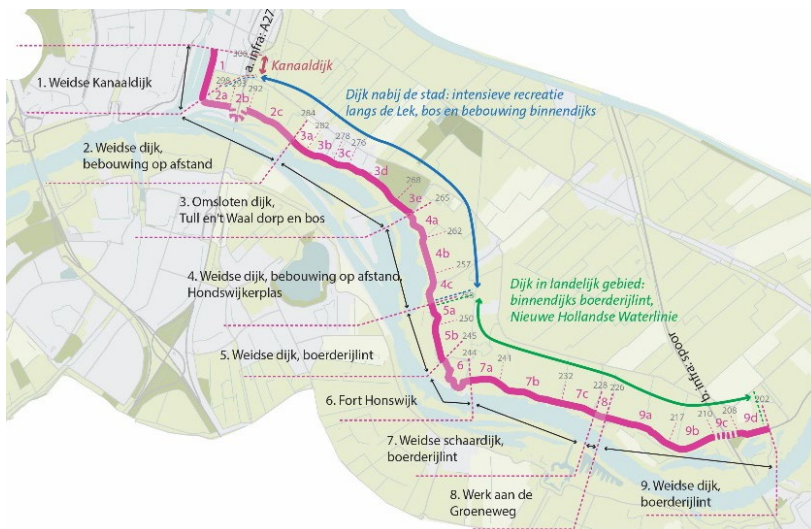 306
a. infra: A27
1
Kanaaldijk
1. Weidse Kanaaldijk
298
293
292
2a
2b
2c
Dijk nabij de stad: intensieve recreatie
langs de Lek, bos en bebouwing binnendijks
284
282
278
276
3a
3b
3c
3d
2. Weidse dijk,
bebouwing op afstand
268
265
3e
4a
3. Omsloten dijk,
Tull en't Waal dorp en bos
262
4b
257
4c
4. Weidse dijk, bebouwing op afstand,
Hondswijkerplas
Dijk in landelijk gebied:
binnendijks boerderijlint,
Nieuwe Hollandse Waterlinie
5a
250
5b
245
244
5. Weidse dijk, boerderijlint
6
7a
241
7b
232
7c
228
226
8
b. infra: spoor
6. Fort Honswijk
9a
217
9b
210
9c
208
9d
202
7. Weidse schaardijk,
boerderijlint
8. Werk aan de
Groeneweg
9. Weidse dijk,
boerderijlint